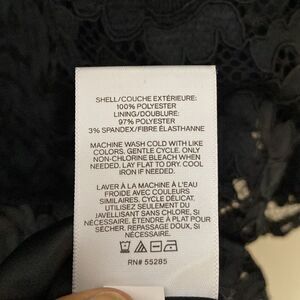 SHELL/COUCHE EXTÉRIEURE:
100% POLYESTER
LINING/DOUBLURE:
97% POLYESTER
3% SPANDEX/FIBRE ÉLASTHANNE
MACHINE WASH COLD WITH LIKE
COLORS. GENTLE CYCLE. ONLY
NON-CHLORINE BLEACH WHEN
NEEDED. LAY FLAT TO DRY. COOL
IRON IF NEEDED.
LAVER À LA MACHINE À L'EAU
FROIDE AVEC COULEURS
SIMILAIRES. CYCLE DÉLICAT.
UTILISEZ UNIQUEMENT DU
JAVELLISANT SANS CHLORE, SI
NÉCESSAIRE. ÉTENDRE À PLAT POUR
SÉCHER. REPASSAGE DOUX, SI
NÉCESSAIRE.
RN# 55285